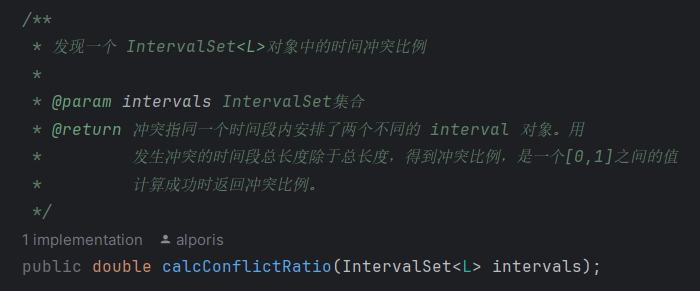 /**
* 发现一个 IntervalSet<L>对象中的时间冲突比例
*
* @param intervals IntervalSet集合
* @return 冲突指同一个时间段内安排了两个不同的 interval 对象。用
* 发生冲突的时间段总长度除于总长度，得到冲突比例，是一个[0,1]之间的值
* 计算成功时返回冲突比例。
*/
1 implementation alporis
public double calcConflictRatio(IntervalSet<L> intervals);